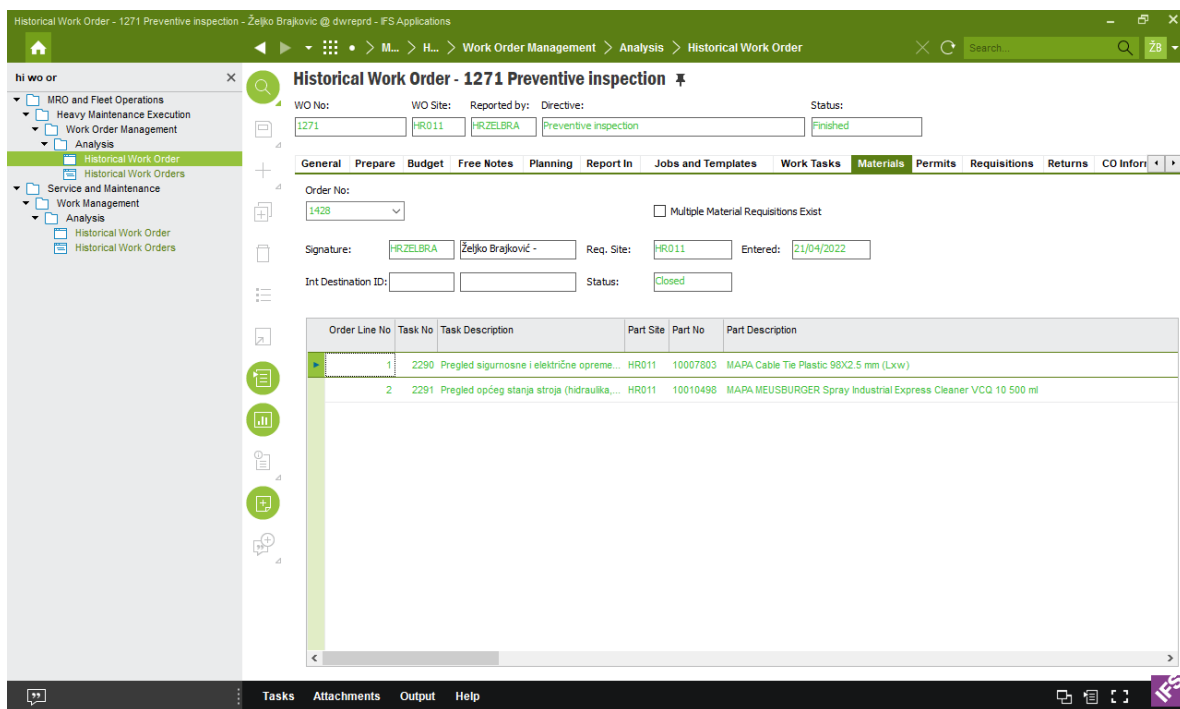 Historical Work Order - 1271 Preventive inspection - Željko Brajkovic @ dwreprd - IFS Applications
> M... > H... > Work Order Management > Analysis > Historical Work Order
Search...
ŽB
hi wo or
MRO and Fleet Operations
Heavy Maintenance Execution
Work Order Management
Analysis
Historical Work Order
Historical Work Orders
Service and Maintenance
Work Management
Analysis
Historical Work Order
Historical Work Orders
Historical Work Order - 1271 Preventive inspection
WO No: WO Site: Reported by: Directive: Status:
1271 HR011 HRZELBRA Preventive inspection Finished
General Prepare Budget Free Notes Planning Report In Jobs and Templates Work Tasks Materials Permits Requisitions Returns CO Inforr
Order No:
1428 Multiple Material Requisitions Exist
Signature: HRZELBRA Željko Brajković - Req. Site: HR011 Entered: 21/04/2022
Int Destination ID: Status: Closed
Order Line No Task No Task Description Part Site Part No Part Description
1 2290 Pregled sigurnosne i električne opreme... HR011 10007803 MAPA Cable Tie Plastic 98X2.5 mm (Lxw)
2 2291 Pregled općeg stanja stroja (hidraulika,... HR011 10010498 MAPA MEUSBURGER Spray Industrial Express Cleaner VCQ 10 500 ml
Tasks Attachments Output Help
IFS